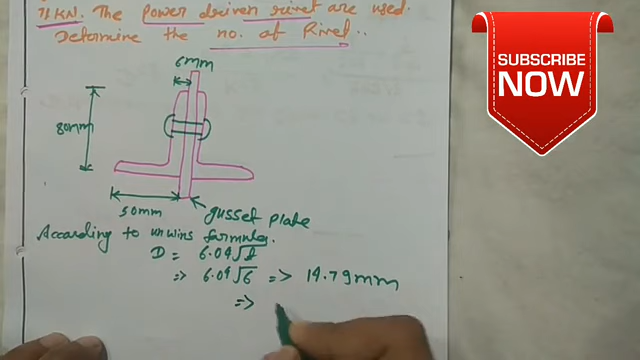 71KN. The Power driven rivet are used.
Determine the no. of Rivet..
6mm
80mm
50mm
gusset plate
According to unwins formula.
D = 6.04√t
=> 6.04√6 => 14.79mm
=>
SUBSCRIBE
NOW